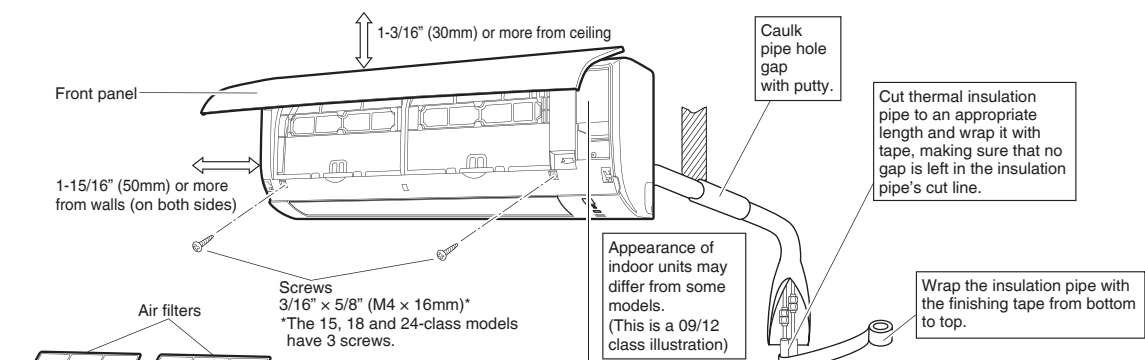 1-3/16” (30mm) or more from ceiling
Front panel
1-15/16” (50mm) or more
from walls (on both sides)
Caulk
pipe hole
gap
with putty.
Cut thermal insulation
pipe to an appropriate
length and wrap it with
tape, making sure that no
gap is left in the insulation
pipe’s cut line.
Screws
3/16” × 5/8” (M4 × 16mm)*
*The 15, 18 and 24-class models
have 3 screws.
Appearance of
indoor units may
differ from some
models.
(This is a 09/12
class illustration)
Wrap the insulation pipe with
the finishing tape from bottom
to top.
Air filters